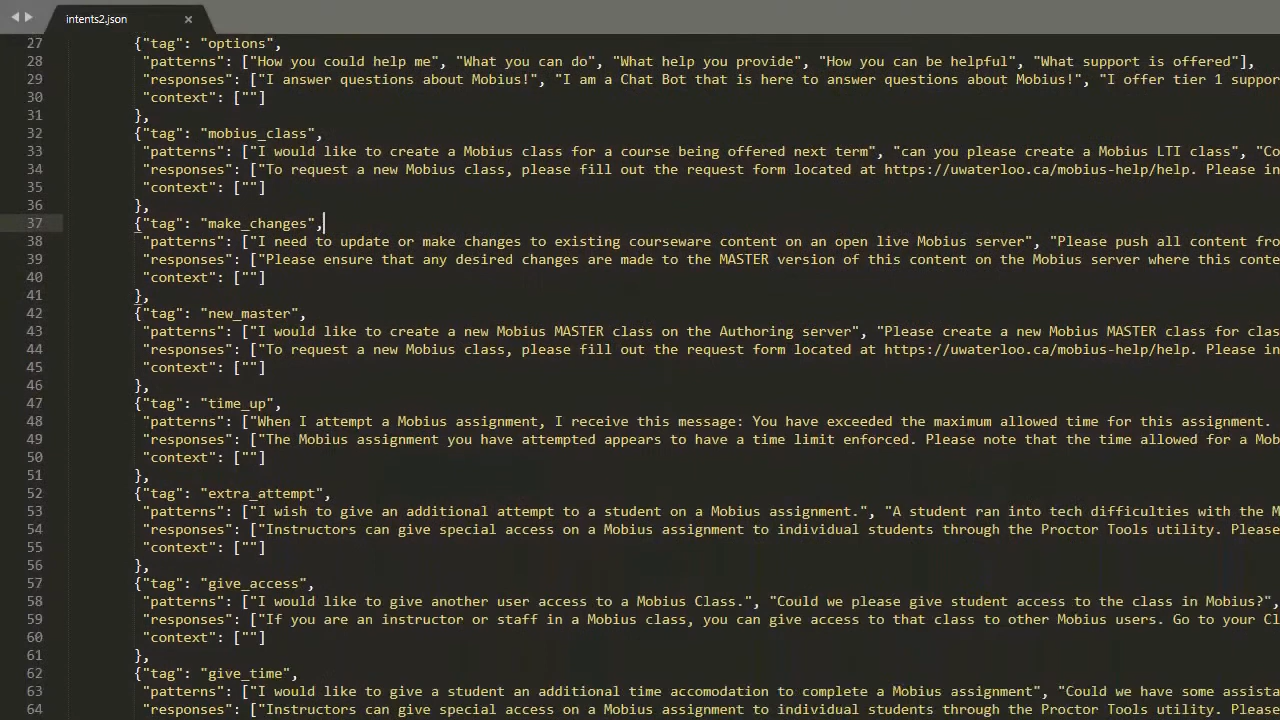 intents2.json
27 {"tag": "options",
28 "patterns": ["How you could help me", "What you can do", "What help you provide", "How you can be helpful", "What support is offered"],
29 "responses": ["I answer questions about Mobius!", "I am a Chat Bot that is here to answer questions about Mobius!", "I offer tier 1 suppor
30 "context": [""]
31 },
32 {"tag": "mobius_class",
33 "patterns": ["I would like to create a Mobius class for a course being offered next term", "can you please create a Mobius LTI class", "Co
34 "responses": ["To request a new Mobius class, please fill out the request form located at https://uwaterloo.ca/mobius-help/help. Please in
35 "context": [""]
36 },
37 {"tag": "make_changes",
38 "patterns": ["I need to update or make changes to existing courseware content on an open live Mobius server", "Please push all content fro
39 "responses": ["Please ensure that any desired changes are made to the MASTER version of this content on the Mobius server where this conte
40 "context": [""]
41 },
42 {"tag": "new_master",
43 "patterns": ["I would like to create a new Mobius MASTER class on the Authoring server", "Please create a new Mobius MASTER class for clas
44 "responses": ["To request a new Mobius class, please fill out the request form located at https://uwaterloo.ca/mobius-help/help. Please in
45 "context": [""]
46 },
47 {"tag": "time_up",
48 "patterns": ["When I attempt a Mobius assignment, I receive this message: You have exceeded the maximum allowed time for this assignment.
49 "responses": ["The Mobius assignment you have attempted appears to have a time limit enforced. Please note that the time allowed for a Mob
50 "context": [""]
51 },
52 {"tag": "extra_attempt",
53 "patterns": ["I wish to give an additional attempt to a student on a Mobius assignment.", "A student ran into tech difficulties with the M
54 "responses": ["Instructors can give special access on a Mobius assignment to individual students through the Proctor Tools utility. Please
55 "context": [""]
56 },
57 {"tag": "give_access",
58 "patterns": ["I would like to give another user access to a Mobius Class.", "Could we please give student access to the class in Mobius?",
59 "responses": ["If you are an instructor or staff in a Mobius class, you can give access to that class to other Mobius users. Go to your Cl
60 "context": [""]
61 },
62 {"tag": "give_time",
63 "patterns": ["I would like to give a student an additional time accomodation to complete a Mobius assignment", "Could we have some assista
64 "responses": ["Instructors can give special access on a Mobius assignment to individual students through the Proctor Tools utility. Please